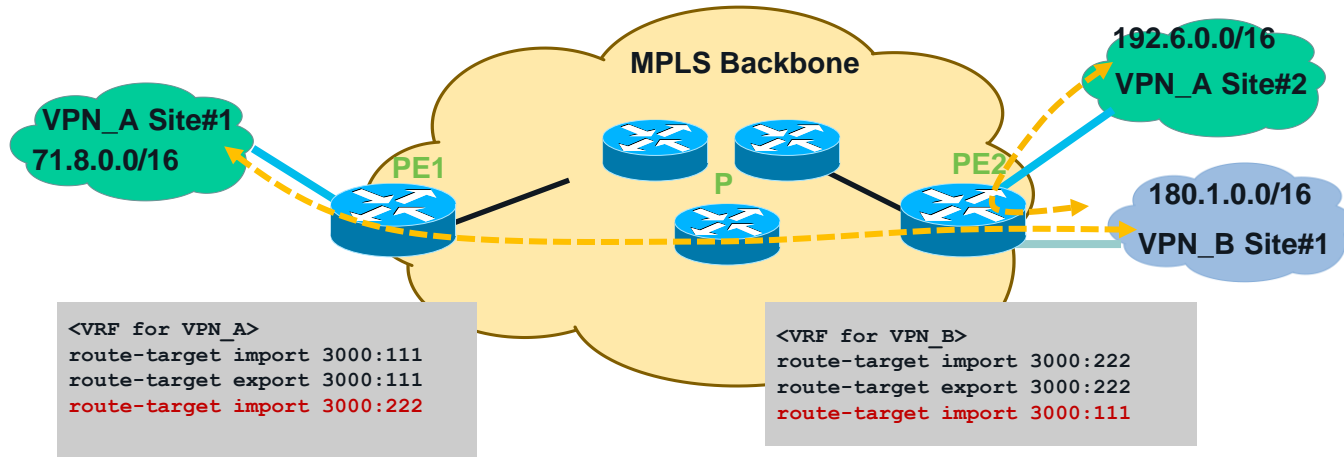 MPLS Backbone
192.6.0.0/16
VPN_A Site#2
VPN_A Site#1
71.8.0.0/16
PE1
P
PE2
180.1.0.0/16
VPN_B Site#1
<VRF for VPN_A>
route-target import 3000:111
route-target export 3000:111
route-target import 3000:222
<VRF for VPN_B>
route-target import 3000:222
route-target export 3000:222
route-target import 3000:111